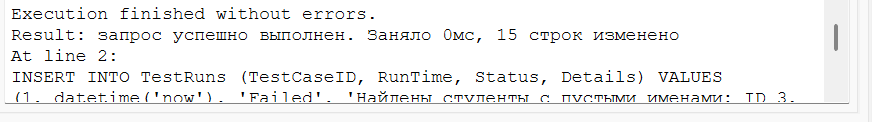 Execution finished without errors.
Result: запрос успешно выполнен. Заняло 0мс, 15 строк изменено
At line 2:
INSERT INTO TestRuns (TestCaseID, RunTime, Status, Details) VALUES
(1, datetime('now'), 'Failed', 'Найдены студенты с пустыми именами: ID 3,